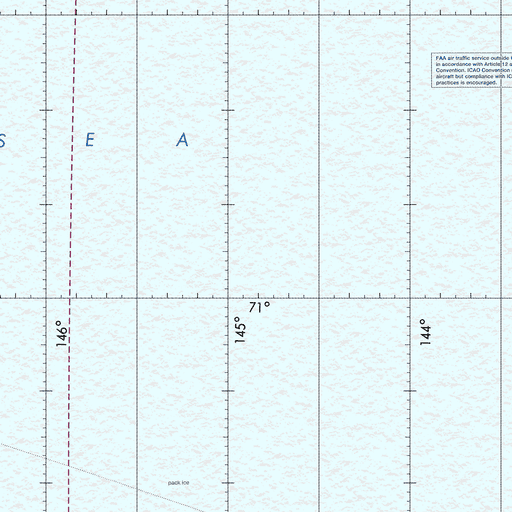 FAA air traffic service outside
in accordance with Article 12
Convention. ICAO Convention
aircraft but compliance with IC
practices is encouraged.
S E A
71°
146°
145°
144°
pack ice